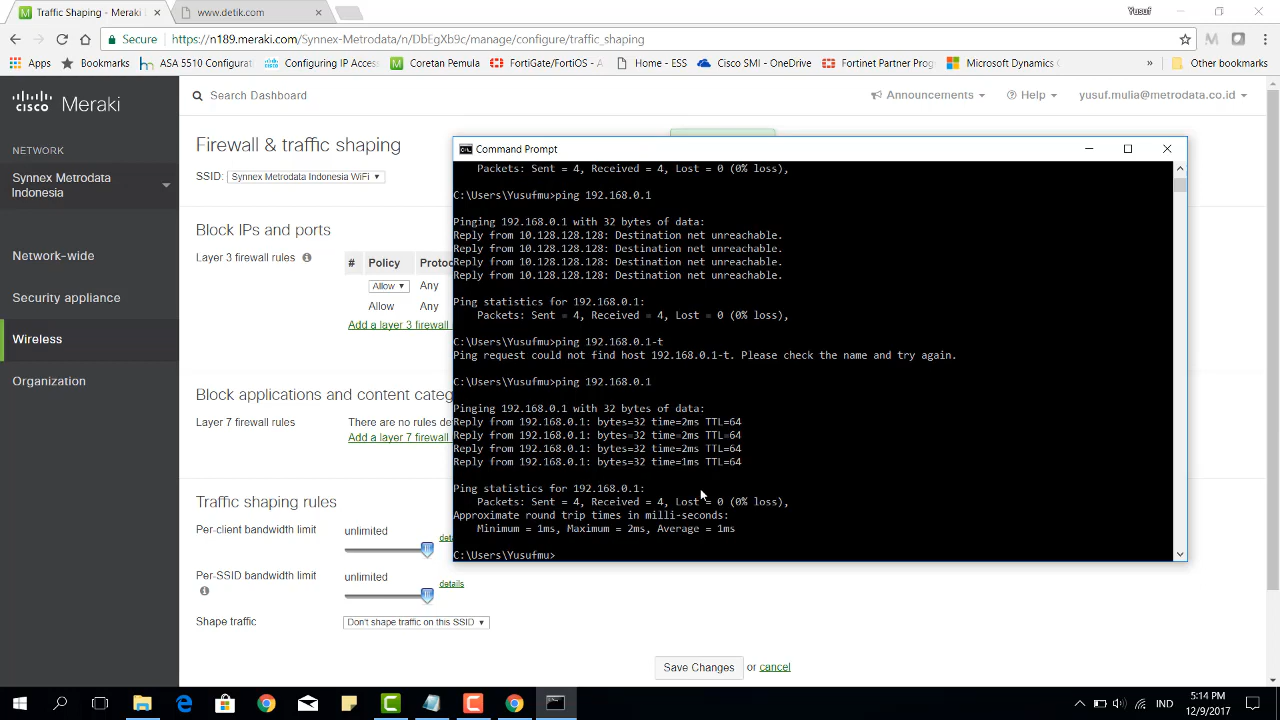 Traffic Shaping - Meraki
www.detik.com
Yusuf
Secure
https://n189.meraki.com/Synnex-Metrodata/n/DbEgXb9c/manage/configure/traffic_shaping
Apps
Bookmarks
ASA 5510 Configurat
Configuring IP Access
Coretan Pemula
FortiGate/FortiOS - A
Home - ESS
Cisco SMI - OneDrive
Fortinet Partner Prog
Microsoft Dynamics
»
Other bookmarks
CISCO Meraki
Search Dashboard
Announcements
Help
yusuf.mulia@metrodata.co.id
NETWORK
Synnex Metrodata
Indonesia
Network-wide
Security appliance
Wireless
Organization
Firewall & traffic shaping
SSID: Synnex Metrodata Indonesia WiFi
Block IPs and ports
Layer 3 firewall rules
# Policy Protoc
Allow Any
Allow Any
Add a layer 3 firewall
Block applications and content categ
Layer 7 firewall rules There are no rules def
Add a layer 7 firewall
Traffic shaping rules
Per-client bandwidth limit unlimited
deta
Per-SSID bandwidth limit unlimited
details
Shape traffic Don't shape traffic on this SSID
Save Changes or cancel
Command Prompt
Packets: Sent = 4, Received = 4, Lost = 0 (0% loss),
C:\Users\Yusufmu>ping 192.168.0.1
Pinging 192.168.0.1 with 32 bytes of data:
Reply from 10.128.128.128: Destination net unreachable.
Reply from 10.128.128.128: Destination net unreachable.
Reply from 10.128.128.128: Destination net unreachable.
Reply from 10.128.128.128: Destination net unreachable.
Ping statistics for 192.168.0.1:
Packets: Sent = 4, Received = 4, Lost = 0 (0% loss),
C:\Users\Yusufmu>ping 192.168.0.1-t
Ping request could not find host 192.168.0.1-t. Please check the name and try again.
C:\Users\Yusufmu>ping 192.168.0.1
Pinging 192.168.0.1 with 32 bytes of data:
Reply from 192.168.0.1: bytes=32 time=2ms TTL=64
Reply from 192.168.0.1: bytes=32 time=2ms TTL=64
Reply from 192.168.0.1: bytes=32 time=2ms TTL=64
Reply from 192.168.0.1: bytes=32 time=1ms TTL=64
Ping statistics for 192.168.0.1:
Packets: Sent = 4, Received = 4, Lost = 0 (0% loss),
Approximate round trip times in milli-seconds:
Minimum = 1ms, Maximum = 2ms, Average = 1ms
C:\Users\Yusufmu>
IND
5:14 PM
12/9/2017